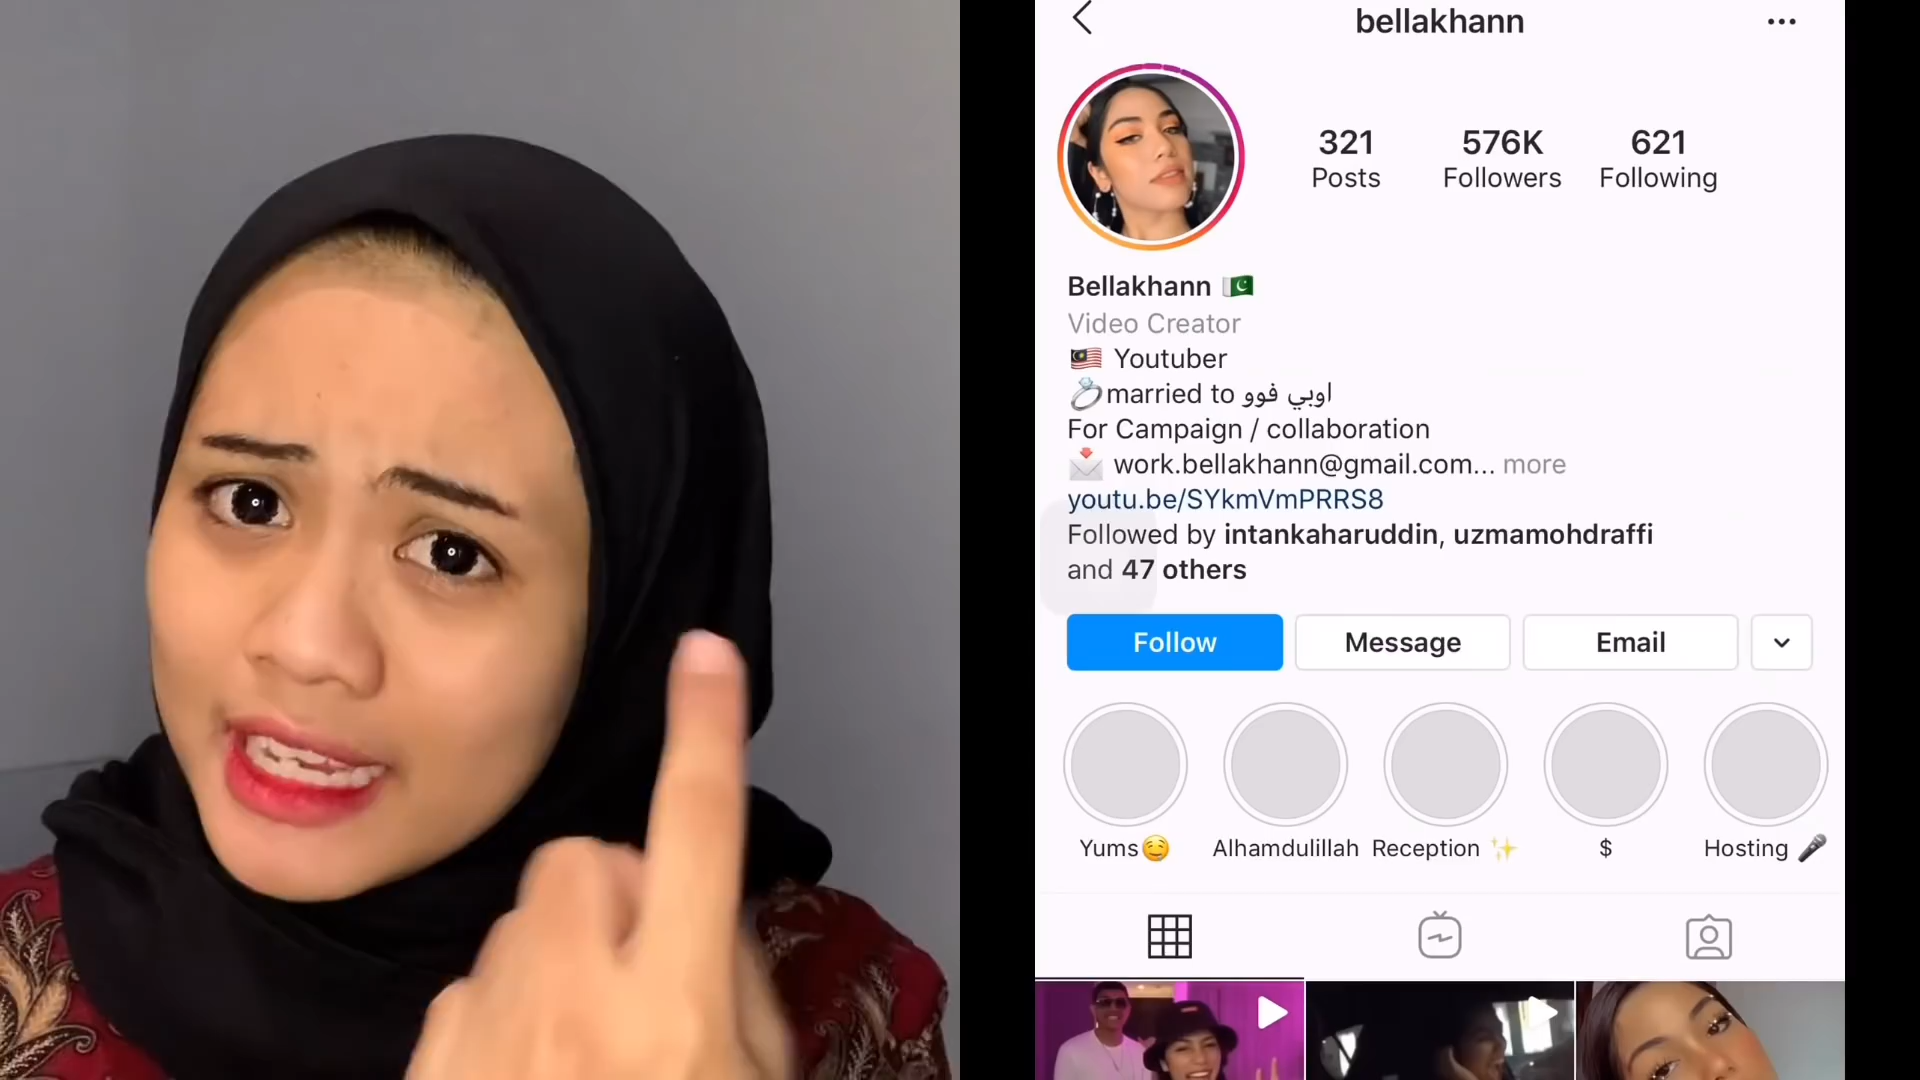 bellakhann
321
Posts
576K
Followers
621
Following
Bellakhann 🇵🇰
Video Creator
🇲🇾 Youtuber
💍married to اوبي فوو
For Campaign / collaboration
📩 work.bellakhann@gmail.com... more
youtu.be/SYkmVmPRRS8
Followed by intankaharuddin, uzmamohdraffi
and 47 others
Follow
Message
Email
Yums😋
Alhamdulillah
Reception ✨
$
Hosting 🎤